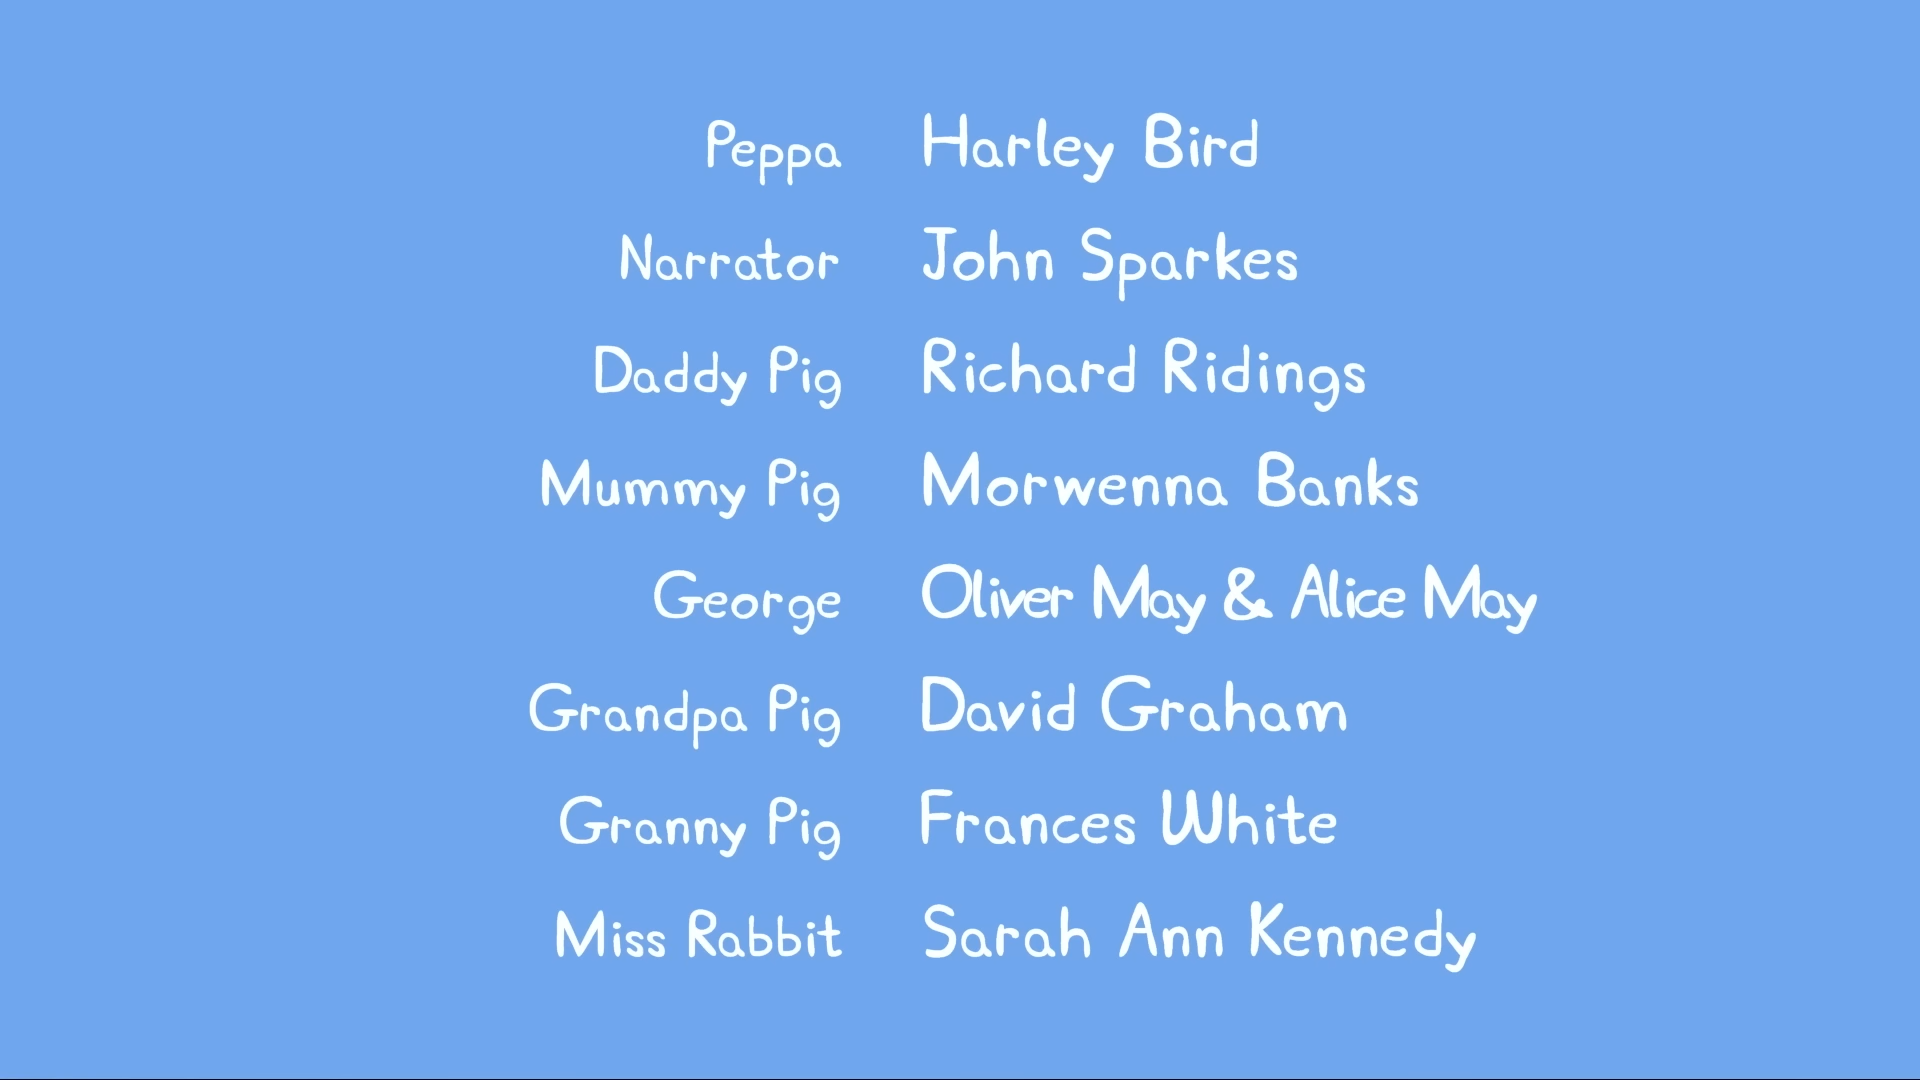 Peppa Harley Bird
Narrator John Sparkes
Daddy Pig Richard Ridings
Mummy Pig Morwenna Banks
George Oliver May & Alice May
Grandpa Pig David Graham
Granny Pig Frances White
Miss Rabbit Sarah Ann Kennedy